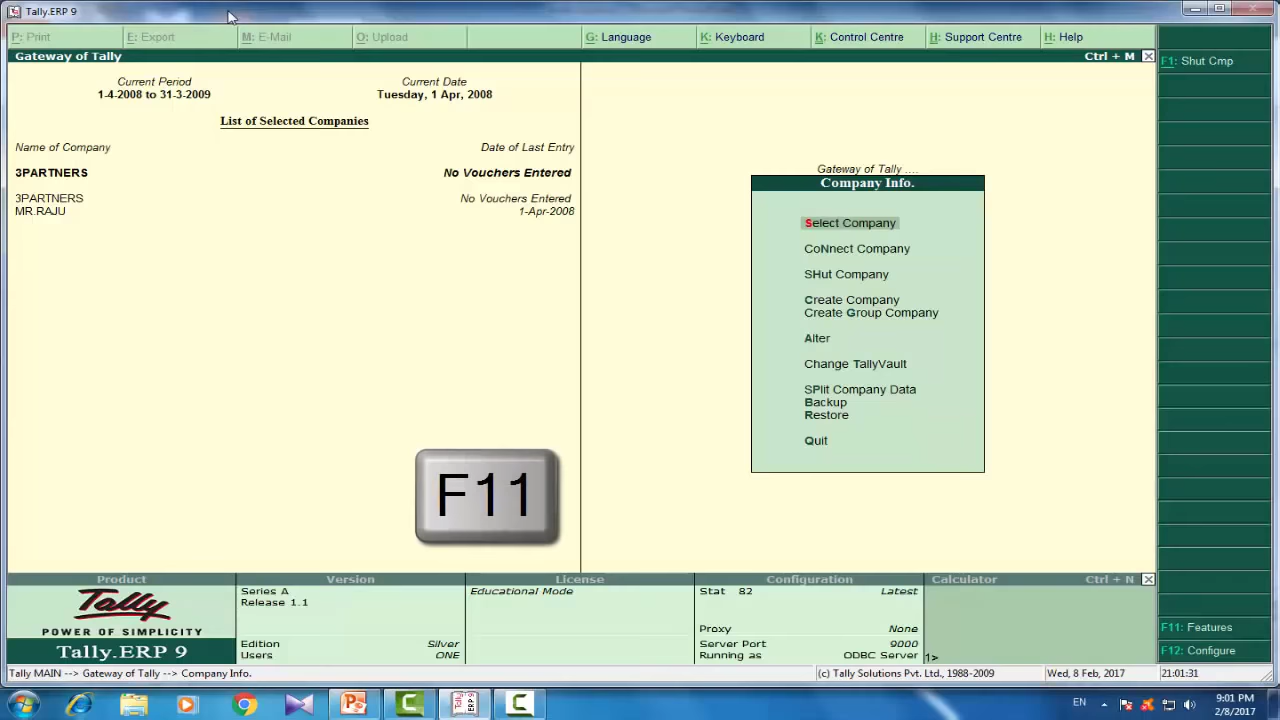 Tally.ERP 9
P: Print
E: Export
M: E-Mail
O: Upload
G: Language
K: Keyboard
K: Control Centre
H: Support Centre
H: Help
Gateway of Tally
Ctrl + M
F1: Shut Cmp
Current Period
1-4-2008 to 31-3-2009
Current Date
Tuesday, 1 Apr, 2008
List of Selected Companies
Name of Company
Date of Last Entry
3PARTNERS
No Vouchers Entered
3PARTNERS
No Vouchers Entered
MR.RAJU
1-Apr-2008
Gateway of Tally ....
Company Info.
Select Company
CoNnect Company
SHut Company
Create Company
Create Group Company
Alter
Change TallyVault
SPlit Company Data
Backup
Restore
Quit
F11
F11: Features
F12: Configure
Product
Tally
POWER OF SIMPLICITY
Tally.ERP 9
Version
Series A
Release 1.1
Edition Silver
Users ONE
License
Educational Mode
Configuration
Stat 82 Latest
Proxy None
Server Port 9000
Running as ODBC Server
Calculator
Ctrl + N
1>
Tally MAIN --> Gateway of Tally --> Company Info.
(c) Tally Solutions Pvt. Ltd., 1988-2009
Wed, 8 Feb, 2017
21:01:31
EN
9:01 PM
2/8/2017